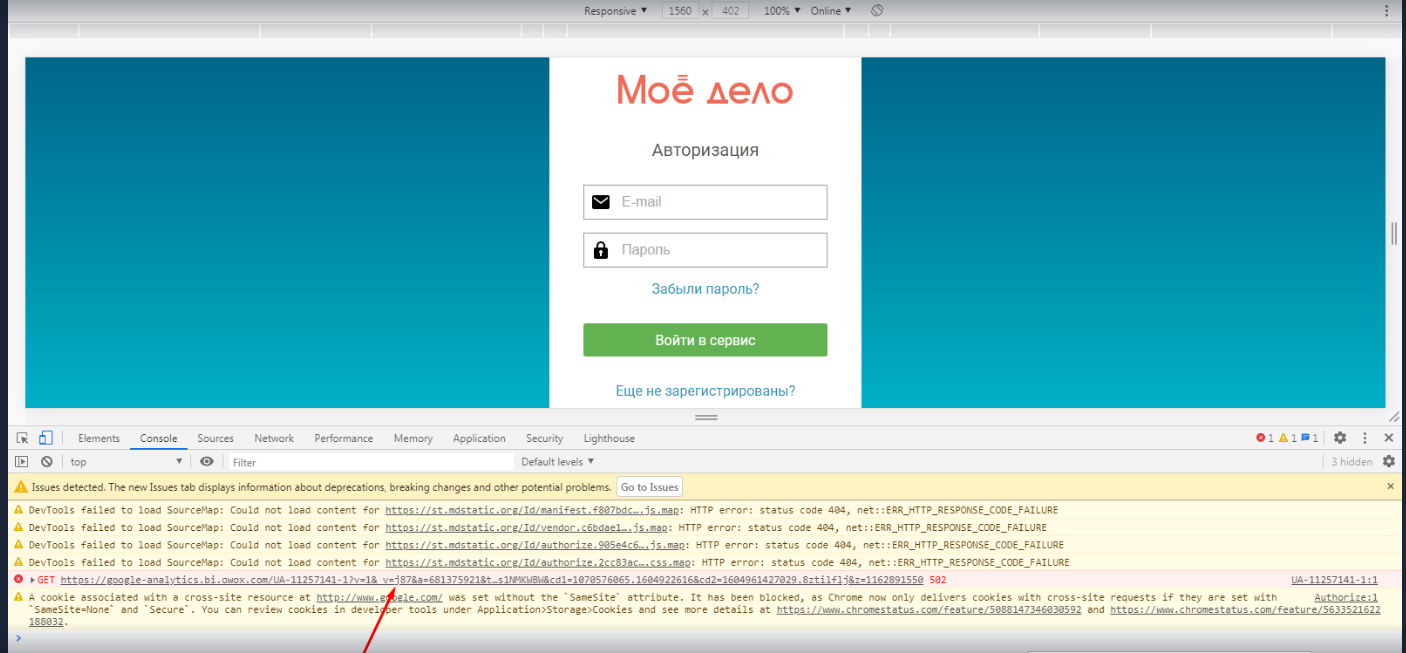 Responsive ▼ 1560 x 402 100% ▼ Online ▼
Моё дело
Авторизация
E-mail
Пароль
Забыли пароль?
Войти в сервис
Еще не зарегистрированы?
Elements Console Sources Network Performance Memory Application Security Lighthouse 1 1 1
top ▼ Filter Default levels ▼ 3 hidden
Issues detected. The new Issues tab displays information about deprecations, breaking changes and other potential problems. Go to Issues
DevTools failed to load SourceMap: Could not load content for https://st.mdstatic.org/Id/manifest.f807bdc….js.map: HTTP error: status code 404, net::ERR_HTTP_RESPONSE_CODE_FAILURE
DevTools failed to load SourceMap: Could not load content for https://st.mdstatic.org/Id/vendor.c6bdae1….js.map: HTTP error: status code 404, net::ERR_HTTP_RESPONSE_CODE_FAILURE
DevTools failed to load SourceMap: Could not load content for https://st.mdstatic.org/Id/authorize.905e4c6….js.map: HTTP error: status code 404, net::ERR_HTTP_RESPONSE_CODE_FAILURE
DevTools failed to load SourceMap: Could not load content for https://st.mdstatic.org/Id/authorize.2cc83ac….css.map: HTTP error: status code 404, net::ERR_HTTP_RESPONSE_CODE_FAILURE
GET https://google-analytics.bi.owox.com/UA-11257141-1?v=1&_v=j87&a=681375921&t…s1NMKWBW&cd1=1070576065.1604922616&cd2=1604961427029.8ztilflj&z=1162891550 502 UA-11257141-1:1
A cookie associated with a cross-site resource at http://www.google.com/ was set without the `SameSite` attribute. It has been blocked, as Chrome now only delivers cookies with cross-site requests if they are set with Authorize:1
`SameSite=None` and `Secure`. You can review cookies in developer tools under Application>Storage>Cookies and see more details at https://www.chromestatus.com/feature/5088147346030592 and https://www.chromestatus.com/feature/5633521622
188032.